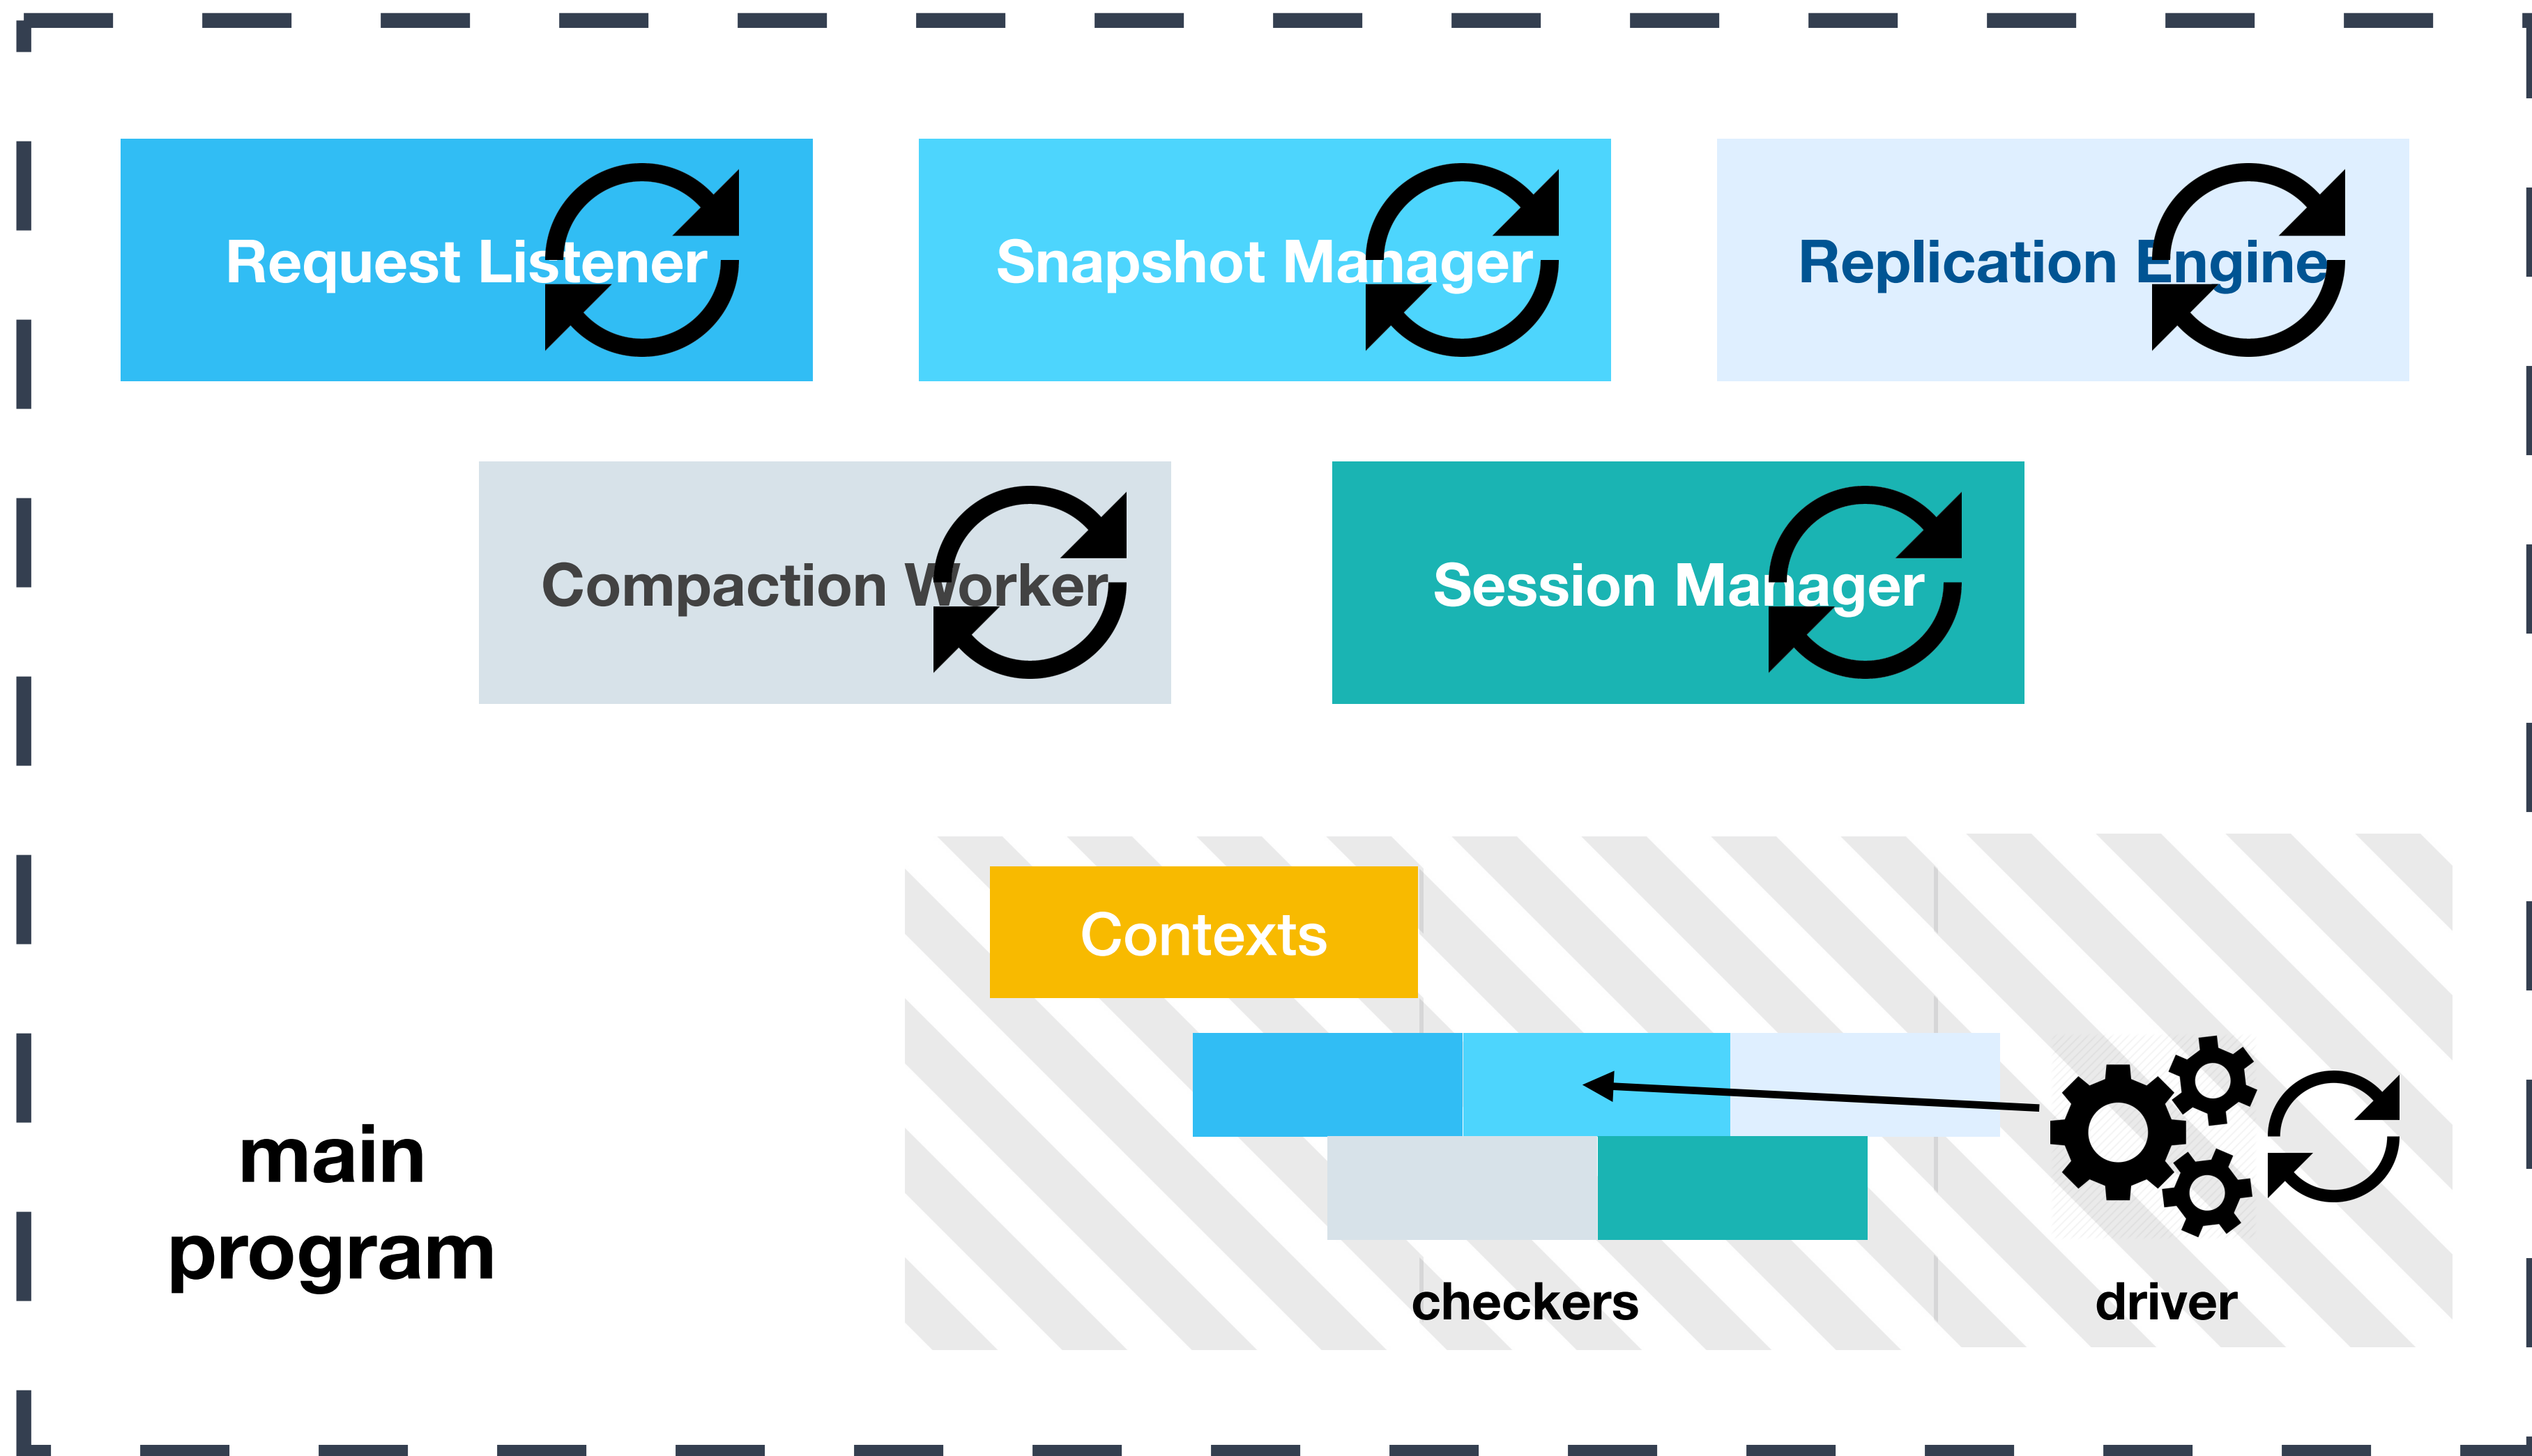 Request Listener
Snapshot Manager
Replication Engine
Compaction Worker
Session Manager
Contexts
main
program
checkers
driver